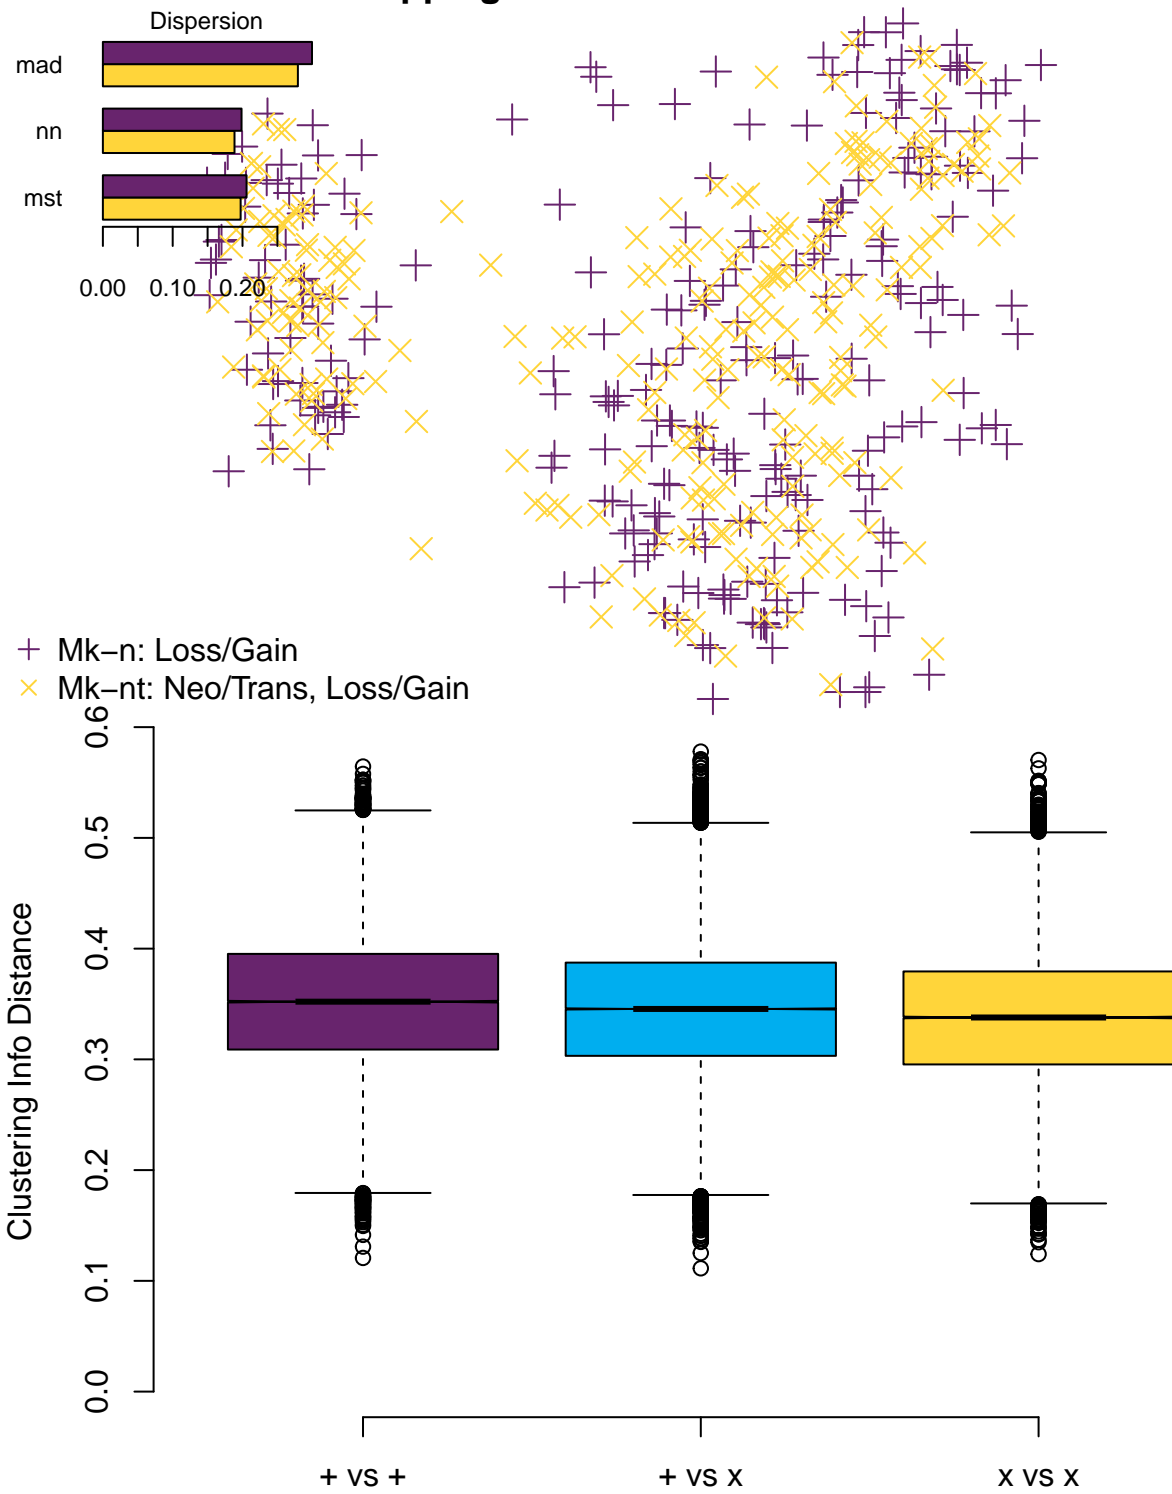 Dispersion
mad
nn
mst
0.00 0.10 0.20
+ Mk−n: Loss/Gain
× Mk−nt: Neo/Trans, Loss/Gain
Clustering Info Distance
0.6
0.5
0.4
0.3
0.2
0.1
0.0
+ vs +
+ vs x
x vs x